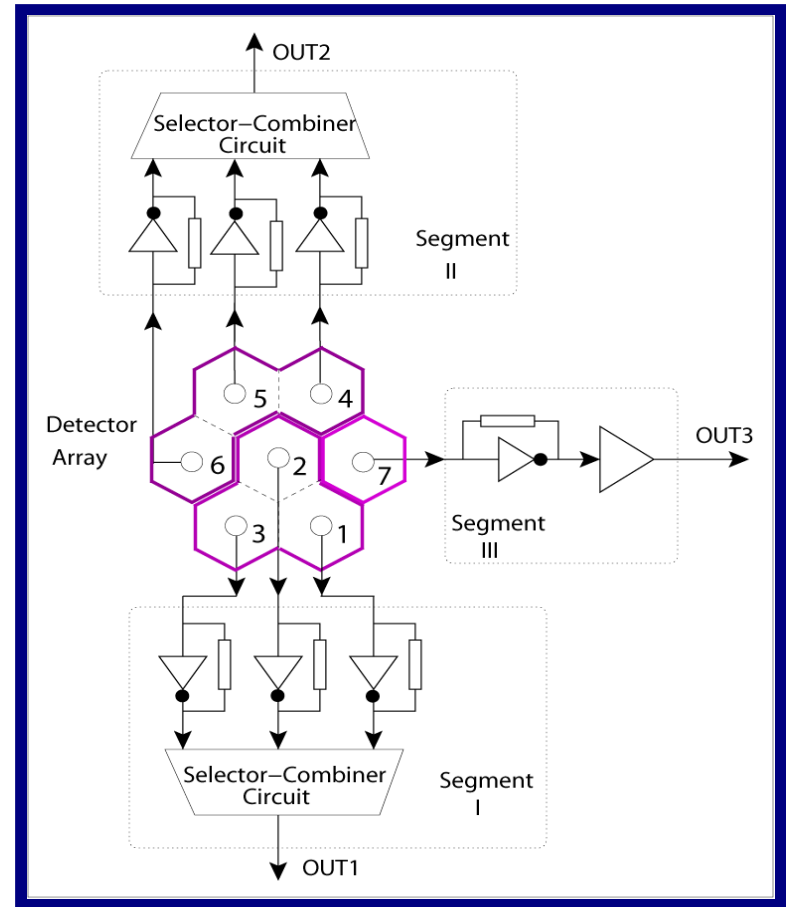 OUT2
Selector−Combiner
Circuit
Segment
II
5
4
Detector
Array
6
2
7
OUT3
3
1
Segment
III
Selector−Combiner
Circuit
Segment
I
OUT1